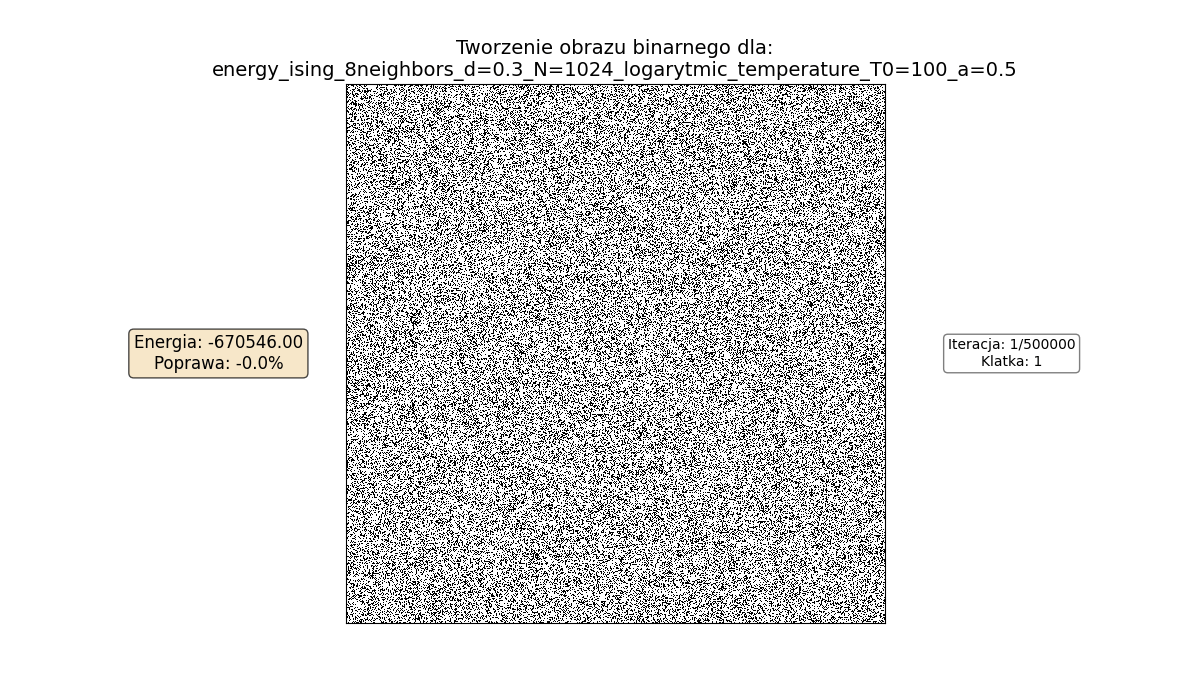 Tworzenie obrazu binarnego dla:
energy_ising_8neighbors_d=0.3_N=1024_logarytmic_temperature_T0=100_a=0.5
Energia: -670546.00
Poprawa: -0.0%
Iteracja: 1/500000
Klatka: 1